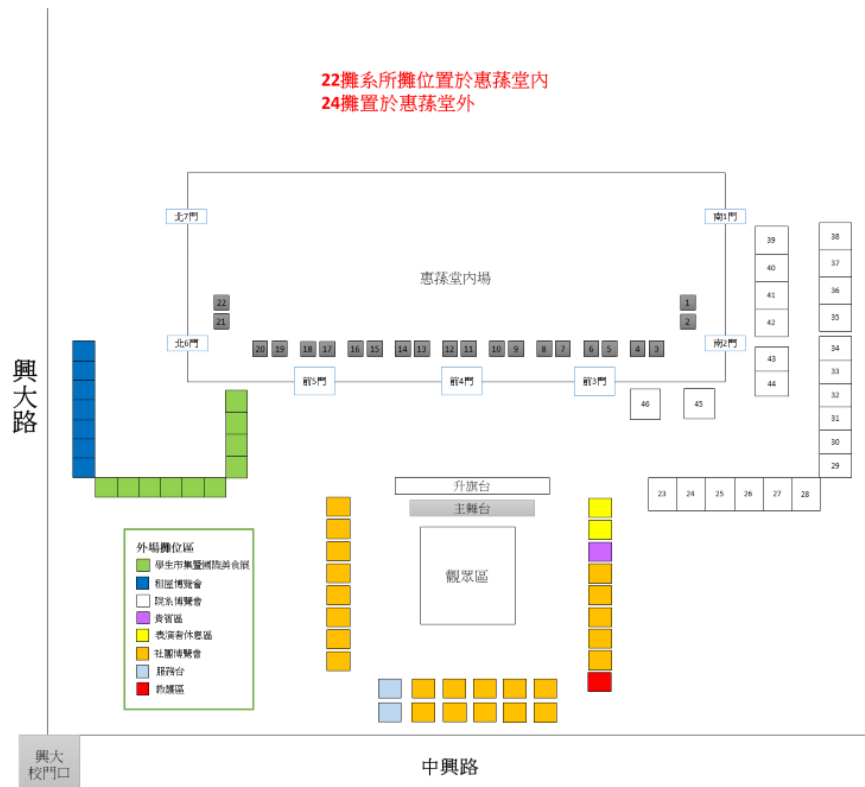 22攤系所攤位置於惠蓀堂內
24攤置於惠蓀堂外
北7門
南1門
39
38
40
37
惠蓀堂內場
41
36
22
1
42
35
21
2
北6門
南2門
20 19 18 17 16 15 14 13 12 11 10 9 8 7 6 5 4 3
34
43
33
44
前5門
前4門
前3門
32
46
45
31
30
29
興大路
升旗台
23 24 25 26 27 28
主舞台
觀眾區
外場攤位區
學生市集暨國際美食展
租屋博覽會
院系博覽會
貴賓區
表演者休息區
社團博覽會
服務台
救護區
興大
校門口
中興路